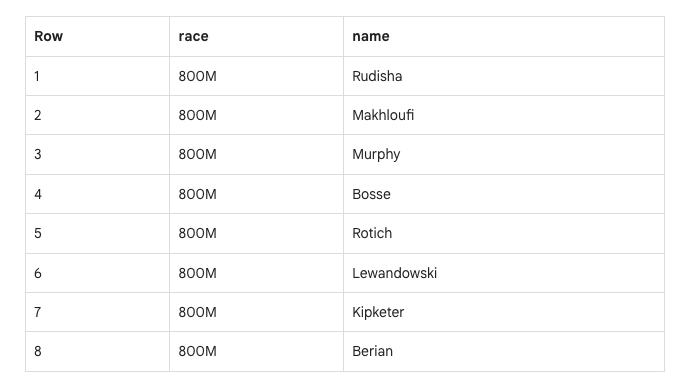 Row race name
1 800M Rudisha
2 800M Makhloufi
3 800M Murphy
4 800M Bosse
5 800M Rotich
6 800M Lewandowski
7 800M Kipketer
8 800M Berian